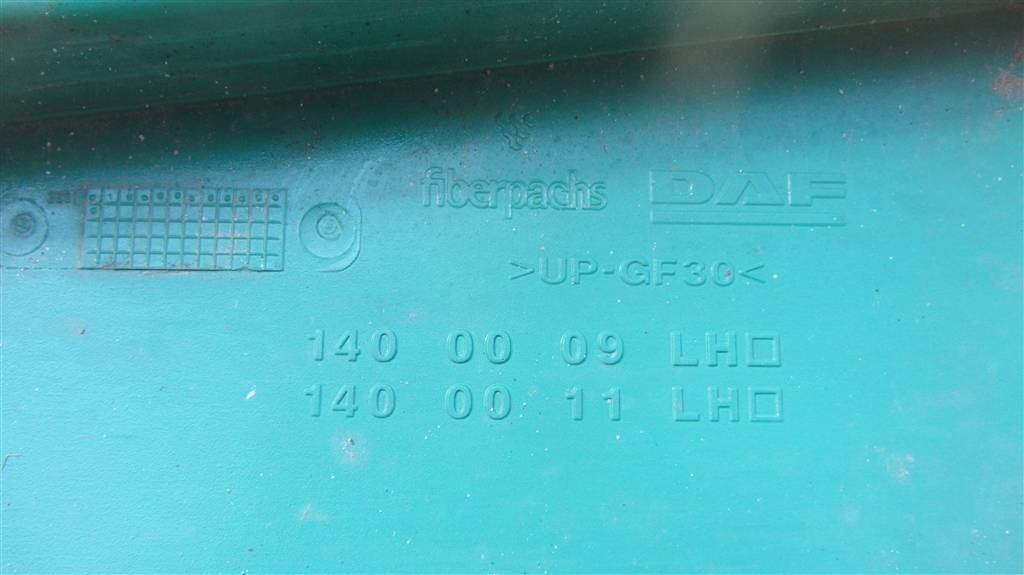 fiberpachs DAF
>UP-GF30<
140 00 09 LH
140 00 11 LH